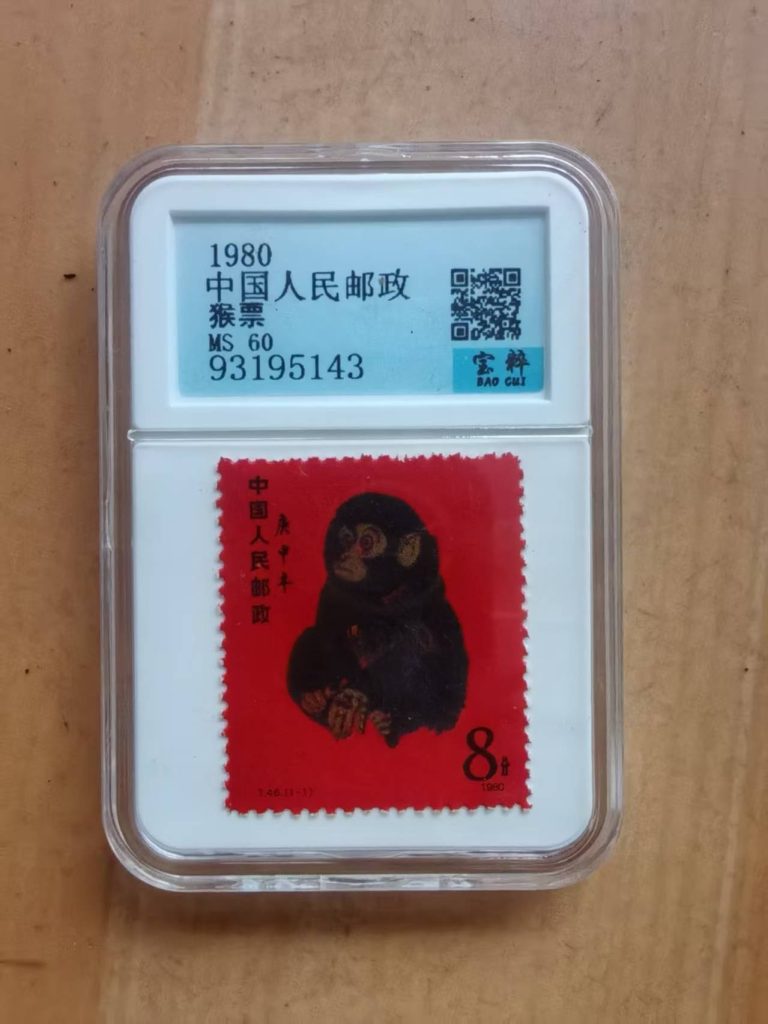 1980
中国人民邮政
猴票
MS 60
93195143
宝粹
BAO CUI
中国人民邮政
庚申年
8分
1980
T.46.(1-1)